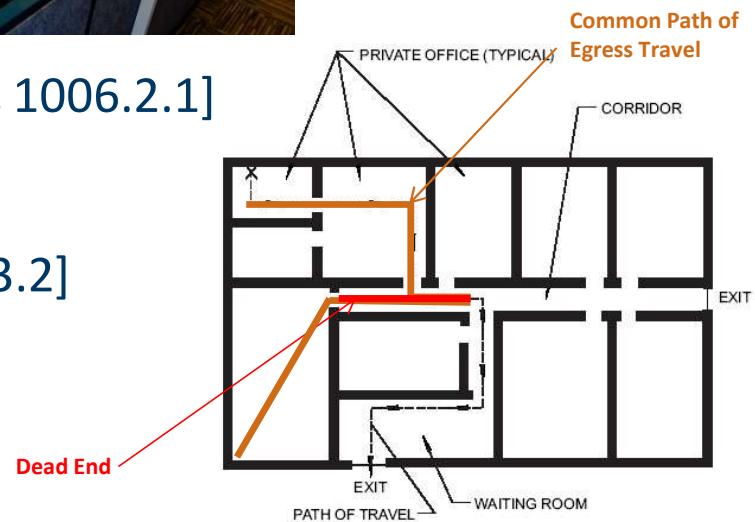 Common Path of
Egress Travel
PRIVATE OFFICE (TYPICAL)
1006.2.1]
CORRIDOR
3.2]
EXIT
Dead End
EXIT
WAITING ROOM
PATH OF TRAVEL